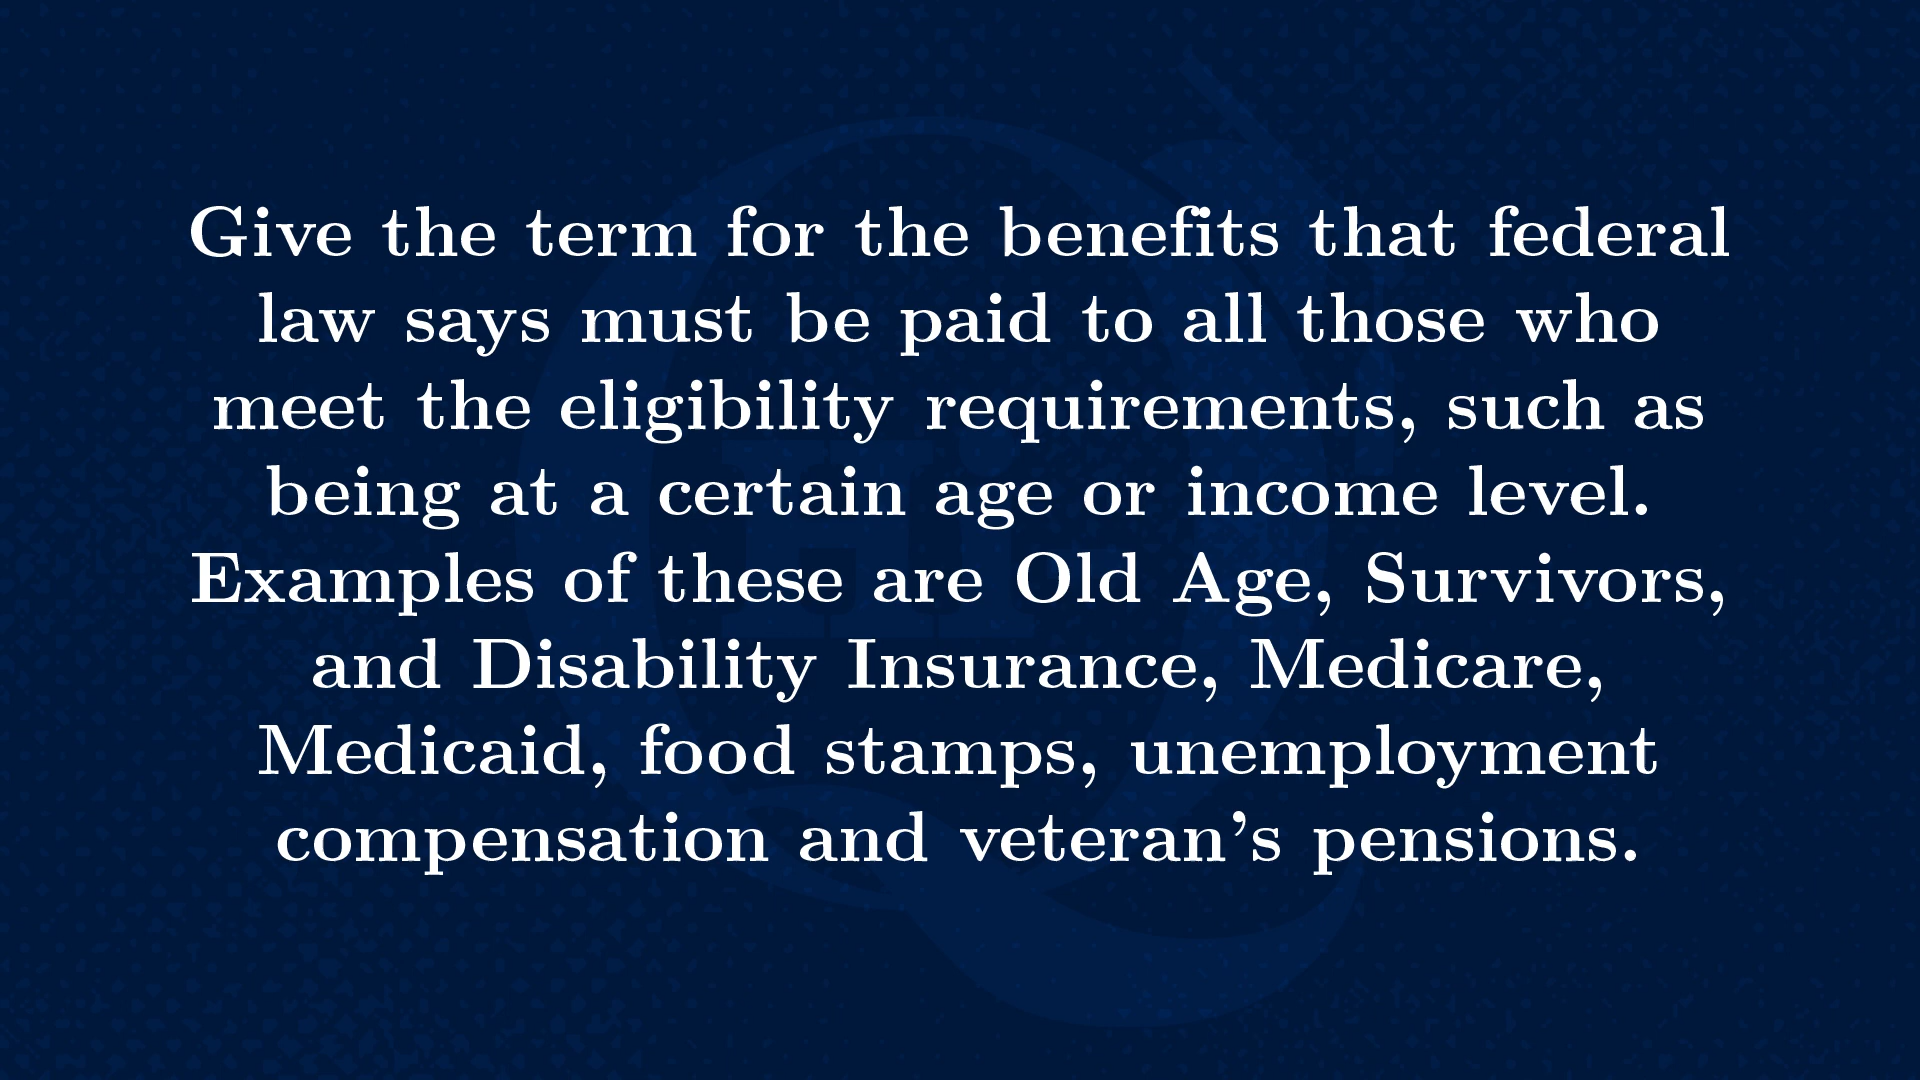 Give the term for the benefits that federal
law says must be paid to all those who
meet the eligibility requirements, such as
being at a certain age or income level.
Examples of these are Old Age, Survivors,
and Disability Insurance, Medicare,
Medicaid, food stamps, unemployment
compensation and veteran's pensions.